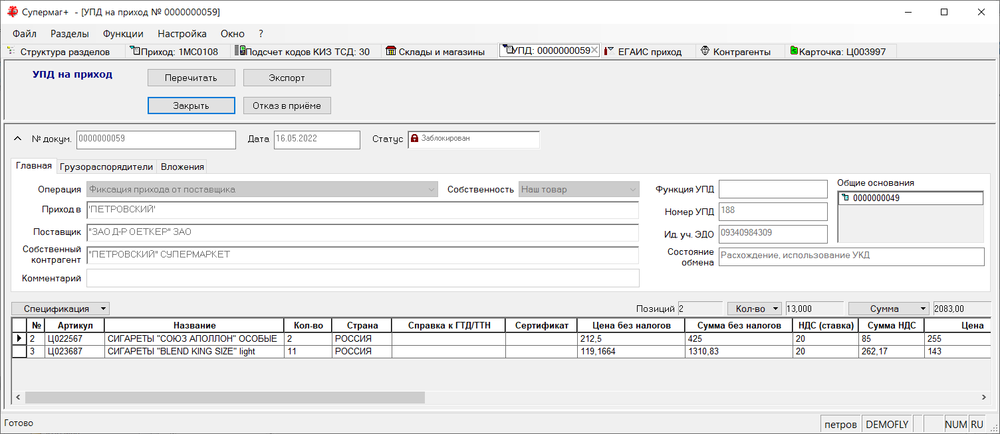 Супермаг+ - [УПД на приход № 0000000059]
Файл Разделы Функции Настройка Окно ?
Структура разделов Приход: 1МС0108 Подсчет кодов КИЗ ТСД: 30 Склады и магазины УПД: 0000000059 ЕГАИС приход Контрагенты Карточка: Ц003997
УПД на приход Перечитать Экспорт
Закрыть Отказ в приёме
№ докум. 0000000059 Дата 16.05.2022 Статус Заблокирован
Главная Грузораспорядители Вложения
Операция Фиксация прихода от поставщика Собственность Наш товар Функция УПД Общие основания
0000000049
Приход в "ПЕТРОВСКИЙ" Номер УПД 188
Поставщик "ЗАО Д-Р ОЕТКЕР" ЗАО Ид. уч. ЭДО 09340984309
Собственный контрагент "ПЕТРОВСКИЙ" СУПЕРМАРКЕТ Состояние обмена Расхождение, использование УКД
Комментарий
Спецификация Позиций 2 Кол-во 13,000 Сумма 2083,00
№ Артикул Название Кол-во Страна Справка к ГТД/ТТН Сертификат Цена без налогов Сумма без налогов НДС (ставка) Сумма НДС Цена
2 Ц022567 СИГАРЕТЫ "СОЮЗ АПОЛЛОН" ОСОБЫЕ 2 РОССИЯ 212,5 425 20 85 255
3 Ц023687 СИГАРЕТЫ "BLEND KING SIZE" light 11 РОССИЯ 119,1664 1310,83 20 262,17 143
Готово петров DEMOFLY NUM RU